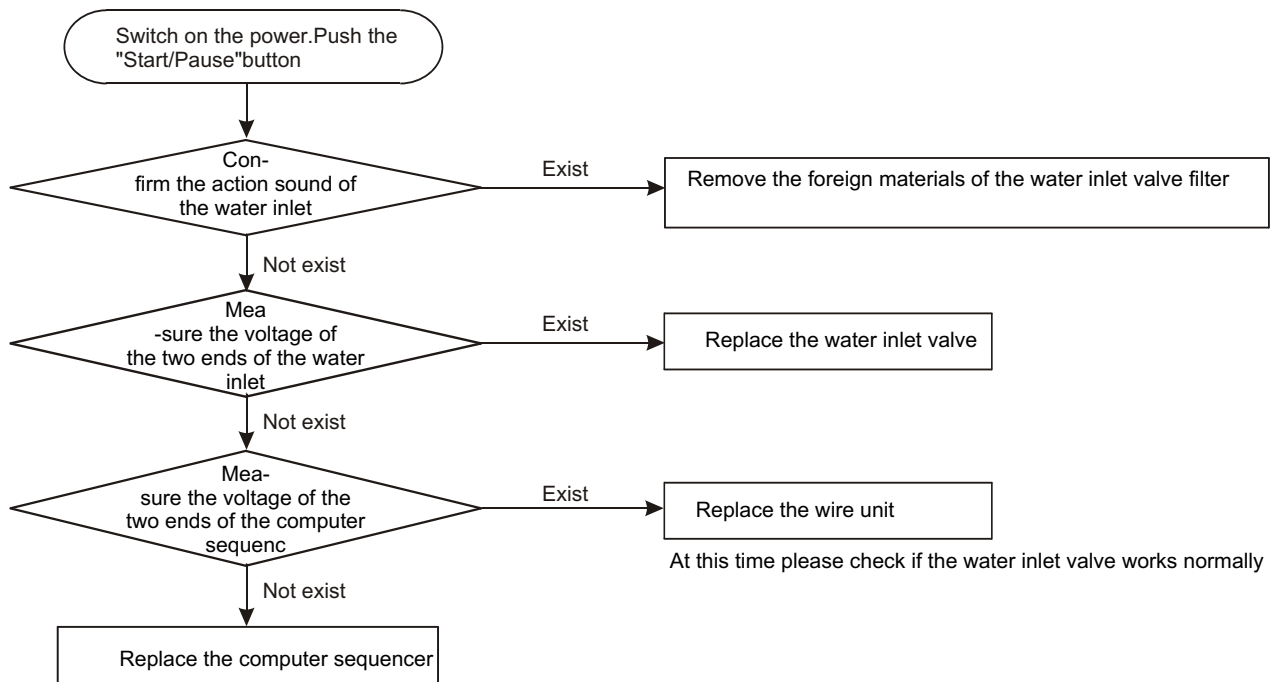 Switch on the power.Push the
"Start/Pause"button
Con-
firm the action sound of
the water inlet
Exist
Remove the foreign materials of the water inlet valve filter
Not exist
Mea
-sure the voltage of
the two ends of the water
inlet
Exist
Replace the water inlet valve
Not exist
Mea-
sure the voltage of the
two ends of the computer
sequenc
Exist
Replace the wire unit
At this time please check if the water inlet valve works normally
Not exist
Replace the computer sequencer